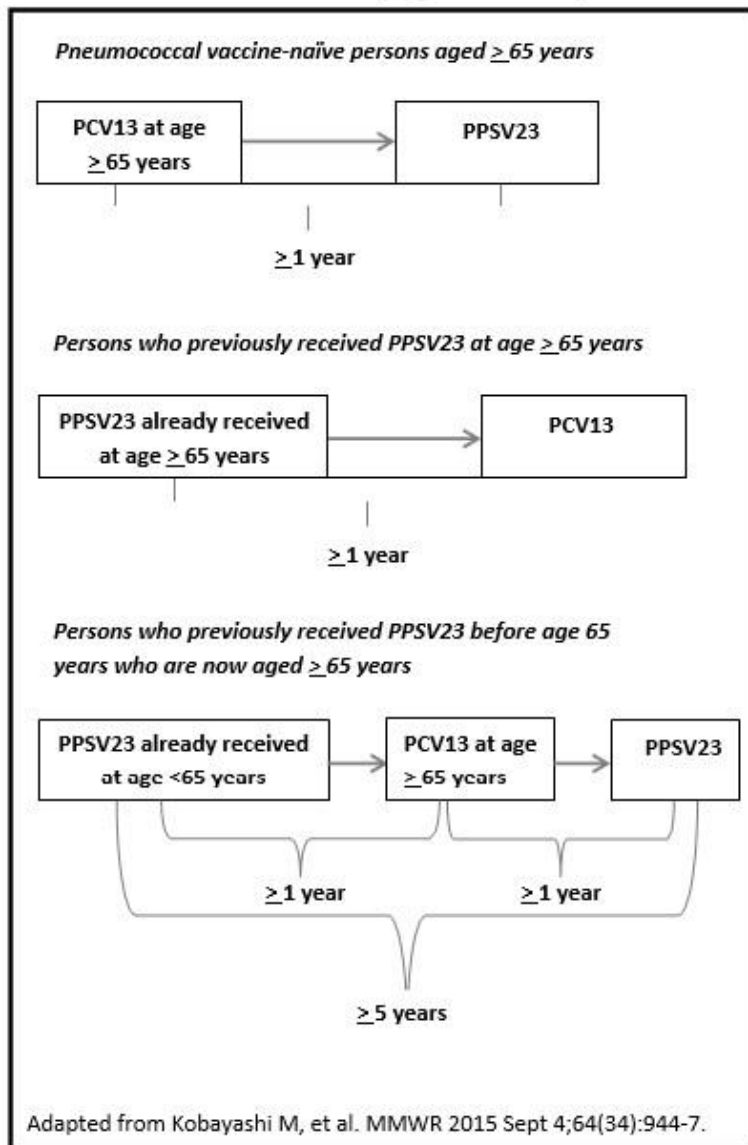 Pneumococcal vaccine-naïve persons aged > 65 years
PCV13 at age
> 65 years
PPSV23
> 1 year
Persons who previously received PPSV23 at age > 65 years
PPSV23 already received
at age > 65 years
PCV13
> 1 year
Persons who previously received PPSV23 before age 65
years who are now aged > 65 years
PPSV23 already received
at age <65 years
PCV13 at age
> 65 years
PPSV23
> 1 year
> 1 year
> 5 years
Adapted from Kobayashi M, et al. MMWR 2015 Sept 4;64(34):944-7.